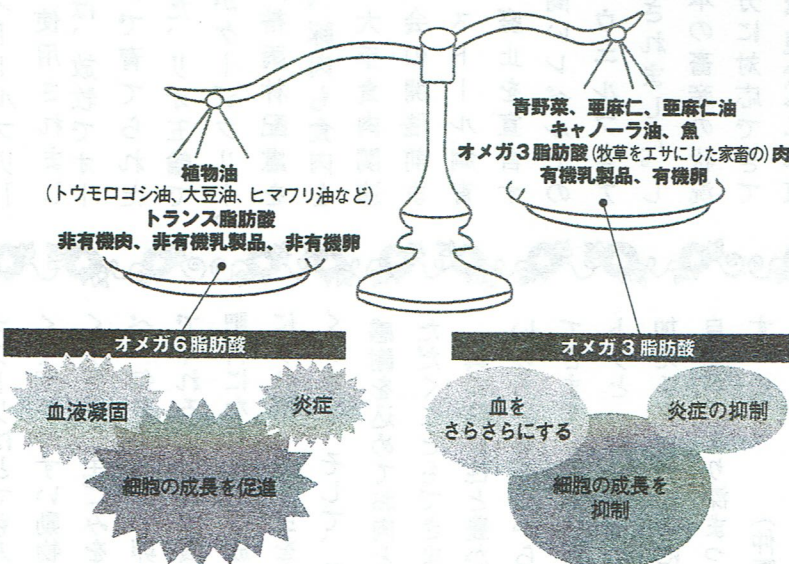 植物油
(トウモロコシ油、大豆油、ヒマワリ油など)
トランス脂肪酸
非有機肉、非有機乳製品、非有機卵
青野菜、亜麻仁、亜麻仁油
キャノーラ油、魚
オメガ3脂肪酸(牧草をエサにした家畜の)肉
有機乳製品、有機卵
オメガ6脂肪酸
血液凝固
炎症
細胞の成長を促進
オメガ3脂肪酸
血を
さらさらにする
炎症の抑制
細胞の成長を
抑制